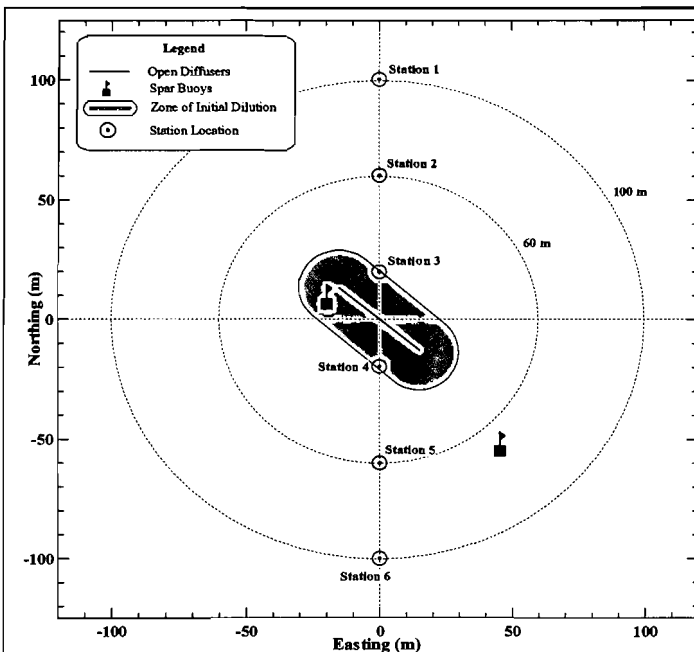 Legend
Open Diffusers
Spar Buoys
Zone of Initial Dilution
Station Location
Station 1
Station 2
100 m
60 m
Station 3
Station 4
Station 5
Station 6
Northing (m)
100
50
0
-50
-100
-100
-50
0
50
100
Easting (m)